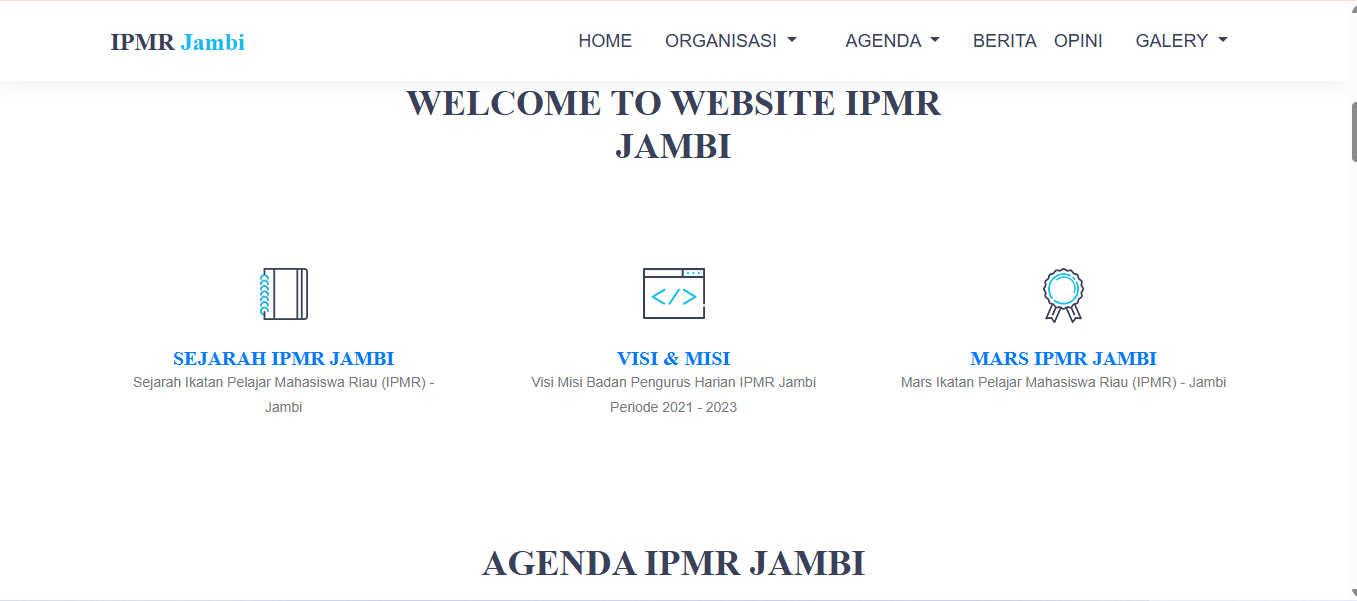 IPMR Jambi
HOME ORGANISASI AGENDA BERITA OPINI GALERY
WELCOME TO WEBSITE IPMR
JAMBI
</>
SEJARAH IPMR JAMBI
Sejarah Ikatan Pelajar Mahasiswa Riau (IPMR) -
Jambi
VISI & MISI
Visi Misi Badan Pengurus Harian IPMR Jambi
Periode 2021 - 2023
MARS IPMR JAMBI
Mars Ikatan Pelajar Mahasiswa Riau (IPMR) - Jambi
AGENDA IPMR JAMBI